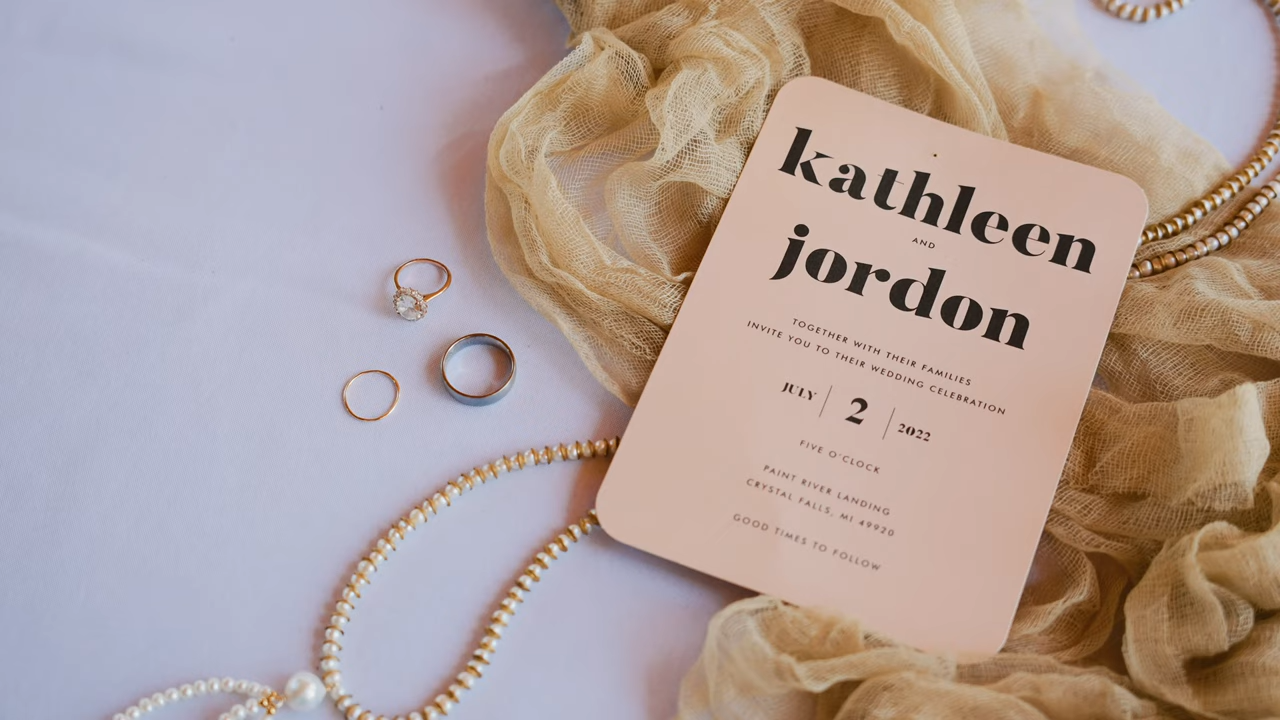 kathleen
AND
jordon
TOGETHER WITH THEIR FAMILIES
INVITE YOU TO THEIR WEDDING CELEBRATION
JULY 2 2022
FIVE O'CLOCK
PAINT RIVER LANDING
CRYSTAL FALLS, MI 49920
GOOD TIMES TO FOLLOW